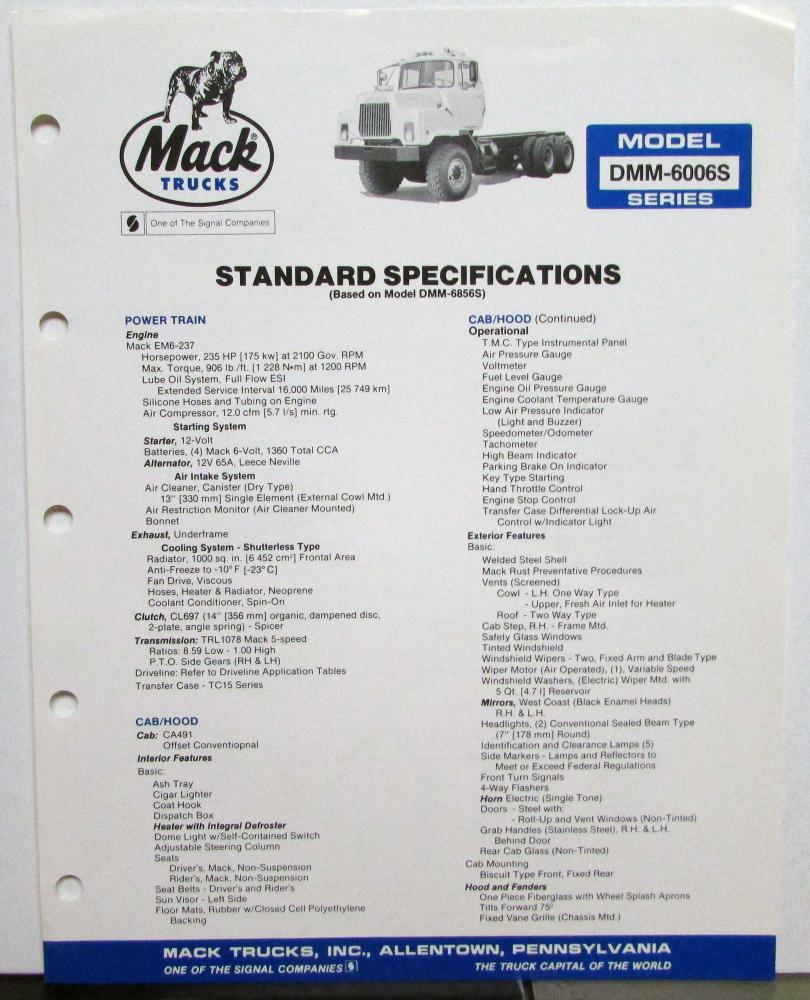 Mack®
TRUCKS
One of The Signal Companies
MODEL
DMM-6006S
SERIES
STANDARD SPECIFICATIONS
(Based on Model DMM-6856S)
POWER TRAIN
Engine
Mack EM6-237
Horsepower, 235 HP [175 kw] at 2100 Gov. RPM
Max. Torque, 906 lb./ft. [1 228 N•m] at 1200 RPM
Lube Oil System, Full Flow ESI
Extended Service Interval 16,000 Miles [25 749 km]
Silicone Hoses and Tubing on Engine
Air Compressor, 12.0 cfm [5.7 l/s] min. rtg.
Starting System
Starter, 12-Volt
Batteries, (4) Mack 6-Volt, 1360 Total CCA
Alternator, 12V 65A, Leece Neville
Air Intake System
Air Cleaner, Canister (Dry Type)
13" [330 mm] Single Element (External Cowl Mtd.)
Air Restriction Monitor (Air Cleaner Mounted)
Bonnet
Exhaust, Underframe
Cooling System - Shutterless Type
Radiator, 1000 sq. in. [6 452 cm²] Frontal Area
Anti-Freeze to -10°F [-23°C]
Fan Drive, Viscous
Hoses, Heater & Radiator, Neoprene
Coolant Conditioner, Spin-On
Clutch, CL697 (14" [356 mm] organic, dampened disc,
2-plate, angle spring) - Spicer
Transmission: TRL1078 Mack 5-speed
Ratios: 8.59 Low - 1.00 High
P.T.O. Side Gears (RH & LH)
Driveline: Refer to Driveline Application Tables
Transfer Case - TC15 Series
CAB/HOOD
Cab: CA491
Offset Conventiopnal
Interior Features
Basic:
Ash Tray
Cigar Lighter
Coat Hook
Dispatch Box
Heater with Integral Defroster
Dome Light w/Self-Contained Switch
Adjustable Steering Column
Seats
Driver's, Mack, Non-Suspension
Rider's, Mack, Non-Suspension
Seat Belts - Driver's and Rider's
Sun Visor - Left Side
Floor Mats, Rubber w/Closed Cell Polyethylene
Backing
CAB/HOOD (Continued)
Operational
T.M.C. Type Instrumental Panel
Air Pressure Gauge
Voltmeter
Fuel Level Gauge
Engine Oil Pressure Gauge
Engine Coolant Temperature Gauge
Low Air Pressure Indicator
(Light and Buzzer)
Speedometer/Odometer
Tachometer
High Beam Indicator
Parking Brake On Indicator
Key Type Starting
Hand Throttle Control
Engine Stop Control
Transfer Case Differential Lock-Up Air
Control w/Indicator Light
Exterior Features
Basic:
Welded Steel Shell
Mack Rust Preventative Procedures
Vents (Screened)
Cowl - L.H. One Way Type
- Upper, Fresh Air Inlet for Heater
Roof - Two Way Type
Cab Step, R.H. - Frame Mtd.
Safety Glass Windows
Tinted Windshield
Windshield Wipers - Two, Fixed Arm and Blade Type
Wiper Motor (Air Operated), (1), Variable Speed
Windshield Washers, (Electric) Wiper Mtd. with
5 Qt. [4.7 l] Reservoir
Mirrors, West Coast (Black Enamel Heads)
R.H. & L.H.
Headlights, (2) Conventional Sealed Beam Type
(7" [178 mm] Round)
Identification and Clearance Lamps (5)
Side Markers - Lamps and Reflectors to
Meet or Exceed Federal Regulations
Front Turn Signals
4-Way Flashers
Horn Electric (Single Tone)
Doors - Steel with:
- Roll-Up and Vent Windows (Non-Tinted)
Grab Handles (Stainless Steel), R.H. & L.H.
Behind Door
Rear Cab Glass (Non-Tinted)
Cab Mounting
Biscuit Type Front, Fixed Rear
Hood and Fenders
One Piece Fiberglass with Wheel Splash Aprons
Tilts Forward 75°
Fixed Vane Grille (Chassis Mtd.)
MACK TRUCKS, INC., ALLENTOWN, PENNSYLVANIA
ONE OF THE SIGNAL COMPANIES
THE TRUCK CAPITAL OF THE WORLD